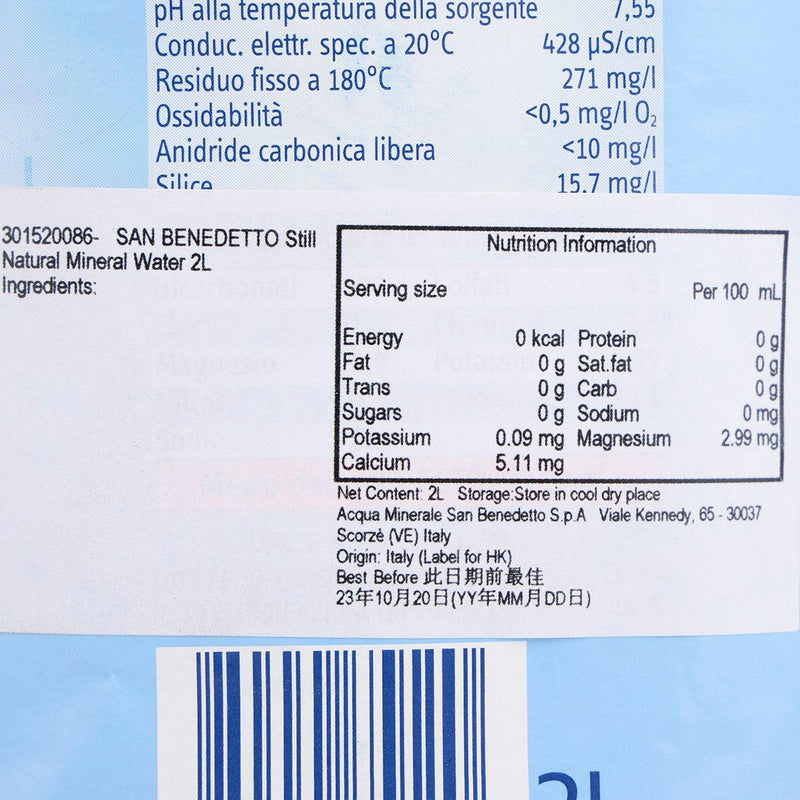 pH alla temperatura della sorgente 7,55
Conduc. elettr. spec. a 20°C 428 µS/cm
Residuo fisso a 180°C 271 mg/l
Ossidabilità <0,5 mg/l O₂
Anidride carbonica libera <10 mg/l
Silice 15,7 mg/l
301520086- SAN BENEDETTO Still
Natural Mineral Water 2L
Ingredients:
Nutrition Information
Serving size Per 100 mL
Energy 0 kcal Protein 0 g
Fat 0 g Sat.fat 0 g
Trans 0 g Carb 0 g
Sugars 0 g Sodium 0 mg
Potassium 0.09 mg Magnesium 2.99 mg
Calcium 5.11 mg
Net Content: 2L Storage:Store in cool dry place
Acqua Minerale San Benedetto S.p.A Viale Kennedy, 65 - 30037
Scorzè (VE) Italy
Origin: Italy (Label for HK)
Best Before 此日期前最佳
23年10月20日(YY年MM月DD日)
2L